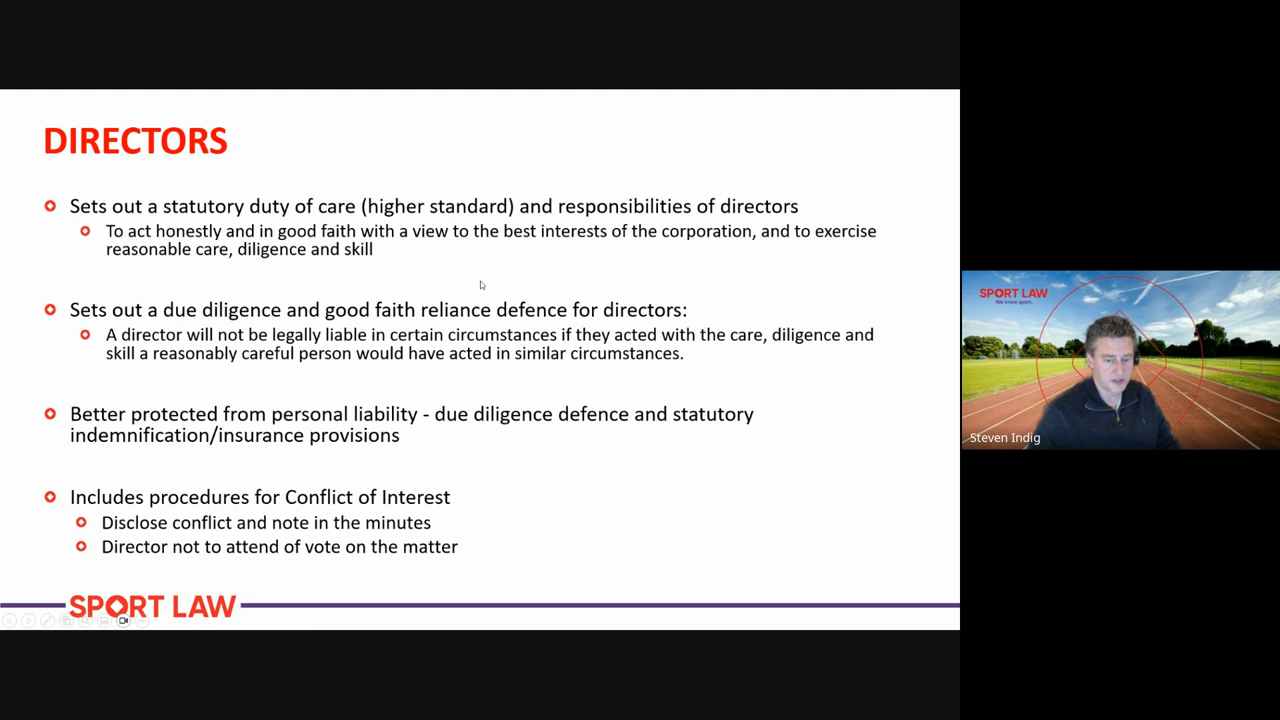 DIRECTORS
Sets out a statutory duty of care (higher standard) and responsibilities of directors
To act honestly and in good faith with a view to the best interests of the corporation, and to exercise
reasonable care, diligence and skill
Sets out a due diligence and good faith reliance defence for directors:
A director will not be legally liable in certain circumstances if they acted with the care, diligence and
skill a reasonably careful person would have acted in similar circumstances.
Better protected from personal liability - due diligence defence and statutory
indemnification/insurance provisions
Includes procedures for Conflict of Interest
Disclose conflict and note in the minutes
Director not to attend of vote on the matter
SPORT LAW
SPORT LAW
We know sport.
Steven Indig